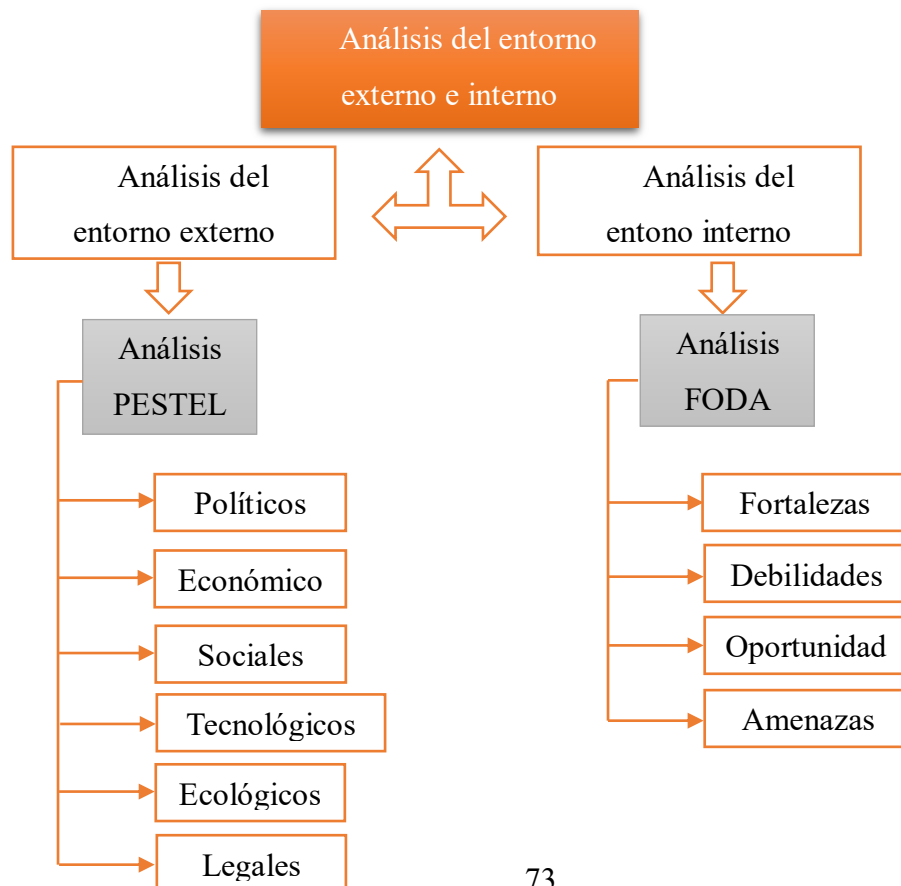 Análisis del entorno
externo e interno
Análisis del
entorno externo
Análisis del
entono interno
Análisis
PESTEL
Análisis
FODA
Políticos
Económico
Sociales
Tecnológicos
Ecológicos
Legales
Fortalezas
Debilidades
Oportunidad
Amenazas
73